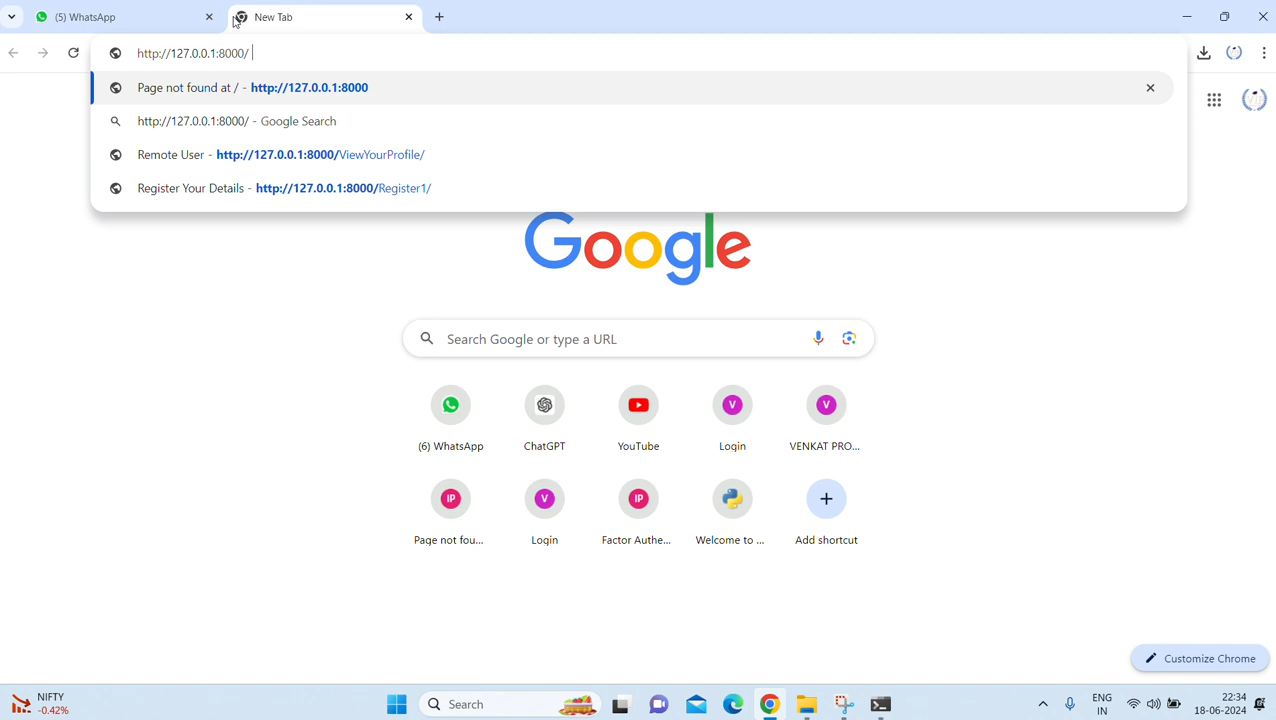 (5) WhatsApp
New Tab
http://127.0.0.1:8000/
Page not found at / - http://127.0.0.1:8000
http://127.0.0.1:8000/ - Google Search
Remote User - http://127.0.0.1:8000/ViewYourProfile/
Register Your Details - http://127.0.0.1:8000/Register1/
Google
Search Google or type a URL
(6) WhatsApp
ChatGPT
YouTube
V
Login
V
VENKAT PRO...
IP
Page not fou...
V
Login
IP
Factor Authe...
Welcome to ...
Add shortcut
Customize Chrome
NIFTY
-0.42%
Search
ENG
IN
22:34
18-06-2024